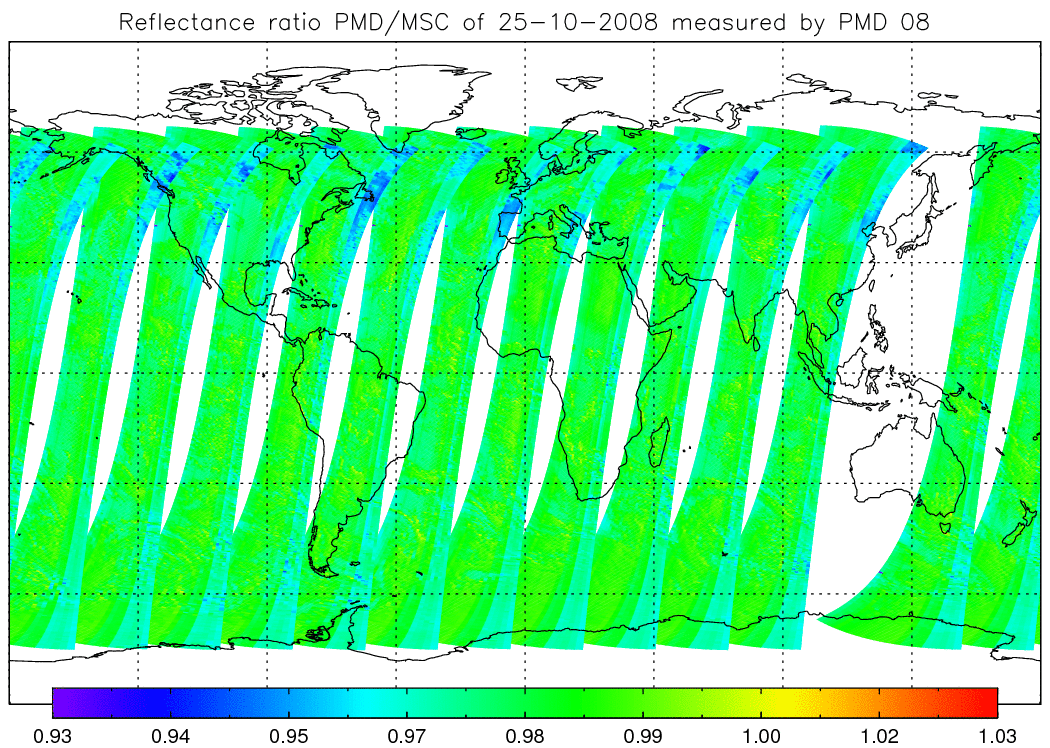 Reflectance ratio PMD/MSC of 25-10-2008 measured by PMD 08
0.93 0.94 0.95 0.97 0.98 0.99 1.00 1.02 1.03